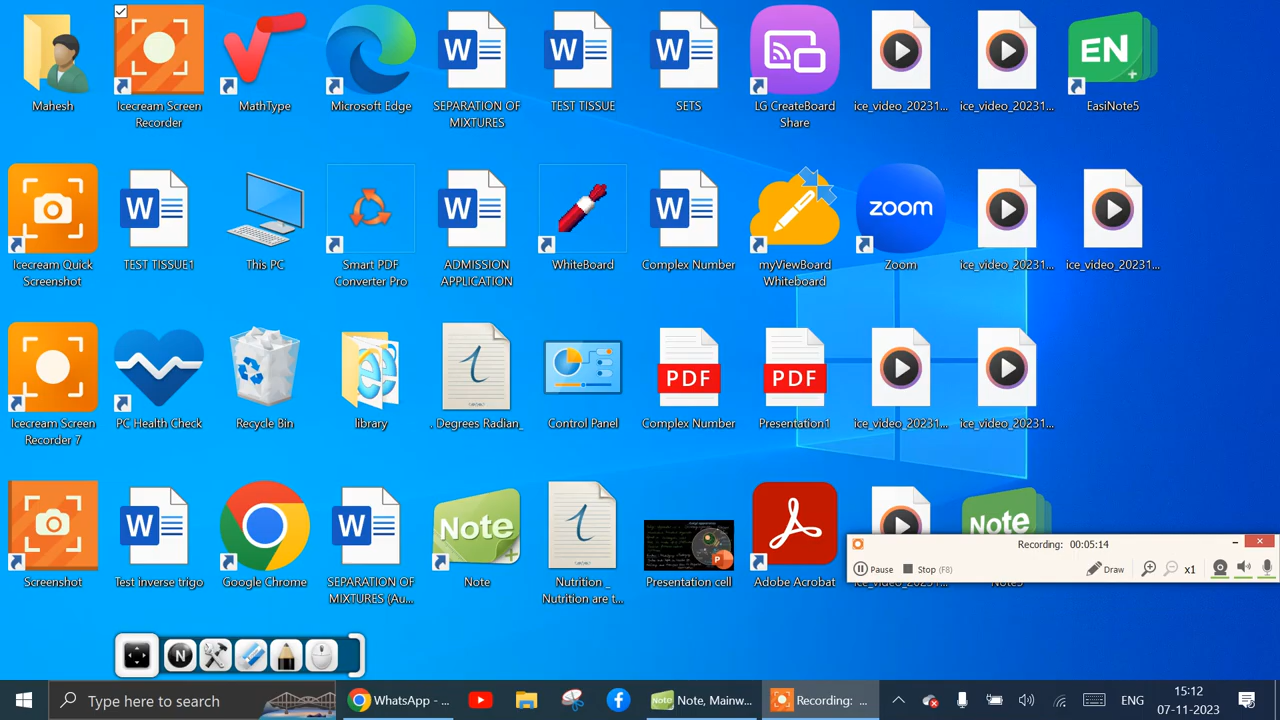 Mahesh
Icecream Screen
Recorder
MathType
Microsoft Edge
W
SEPARATION OF
MIXTURES
W
TEST TISSUE
W
SETS
LG CreateBoard
Share
ice_video_20231...
ice_video_20231...
EN
EasiNote5
Icecream Quick
Screenshot
W
TEST TISSUE1
This PC
Smart PDF
Converter Pro
W
ADMISSION
APPLICATION
WhiteBoard
W
Complex Number
myViewBoard
Whiteboard
zoom
Zoom
ice_video_20231...
ice_video_20231...
Icecream Screen
Recorder 7
PC Health Check
Recycle Bin
library
. Degrees Radian_
Control Panel
PDF
Complex Number
PDF
Presentation1
ice_video_20231...
ice_video_20231...
Screenshot
W
Test inverse trigo
Google Chrome
W
SEPARATION OF
MIXTURES (Au...
Note
Note
Nutrition _
Nutrition are t...
P
Presentation cell
Adobe Acrobat
Note
Recording: 00:05:14
Pause
Stop (F8)
Draw
x1
N
Type here to search
WhatsApp - ...
Note
Note, Mainw...
Recording: ...
ENG
15:12
07-11-2023